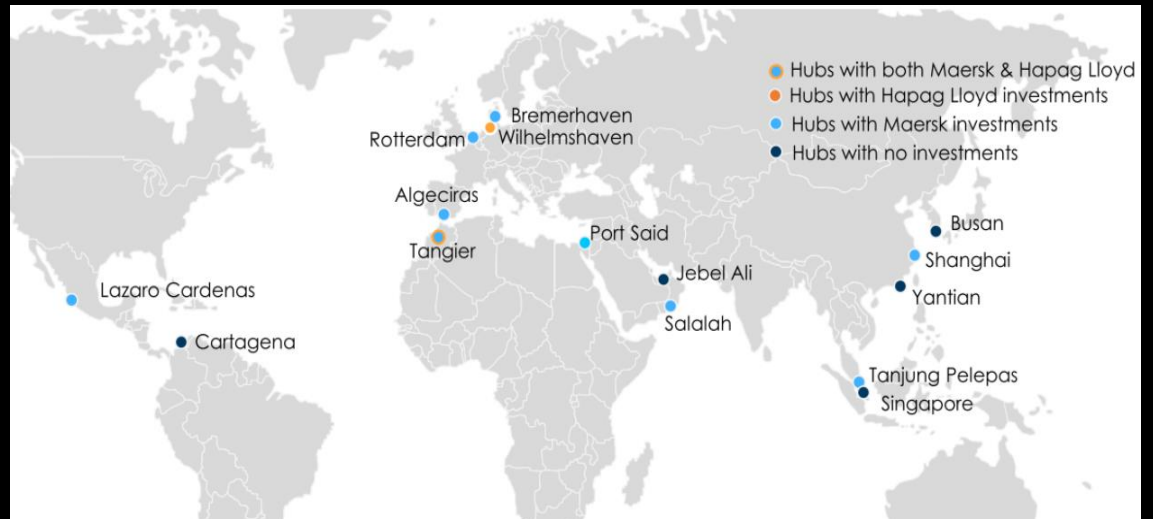 Hubs with both Maersk & Hapag Lloyd
Hubs with Hapag Lloyd investments
Hubs with Maersk investments
Hubs with no investments
Bremerhaven
Wilhelmshaven
Rotterdam
Algeciras
Tangier
Port Said
Jebel Ali
Salalah
Busan
Shanghai
Yantian
Tanjung Pelepas
Singapore
Lazaro Cardenas
Cartagena